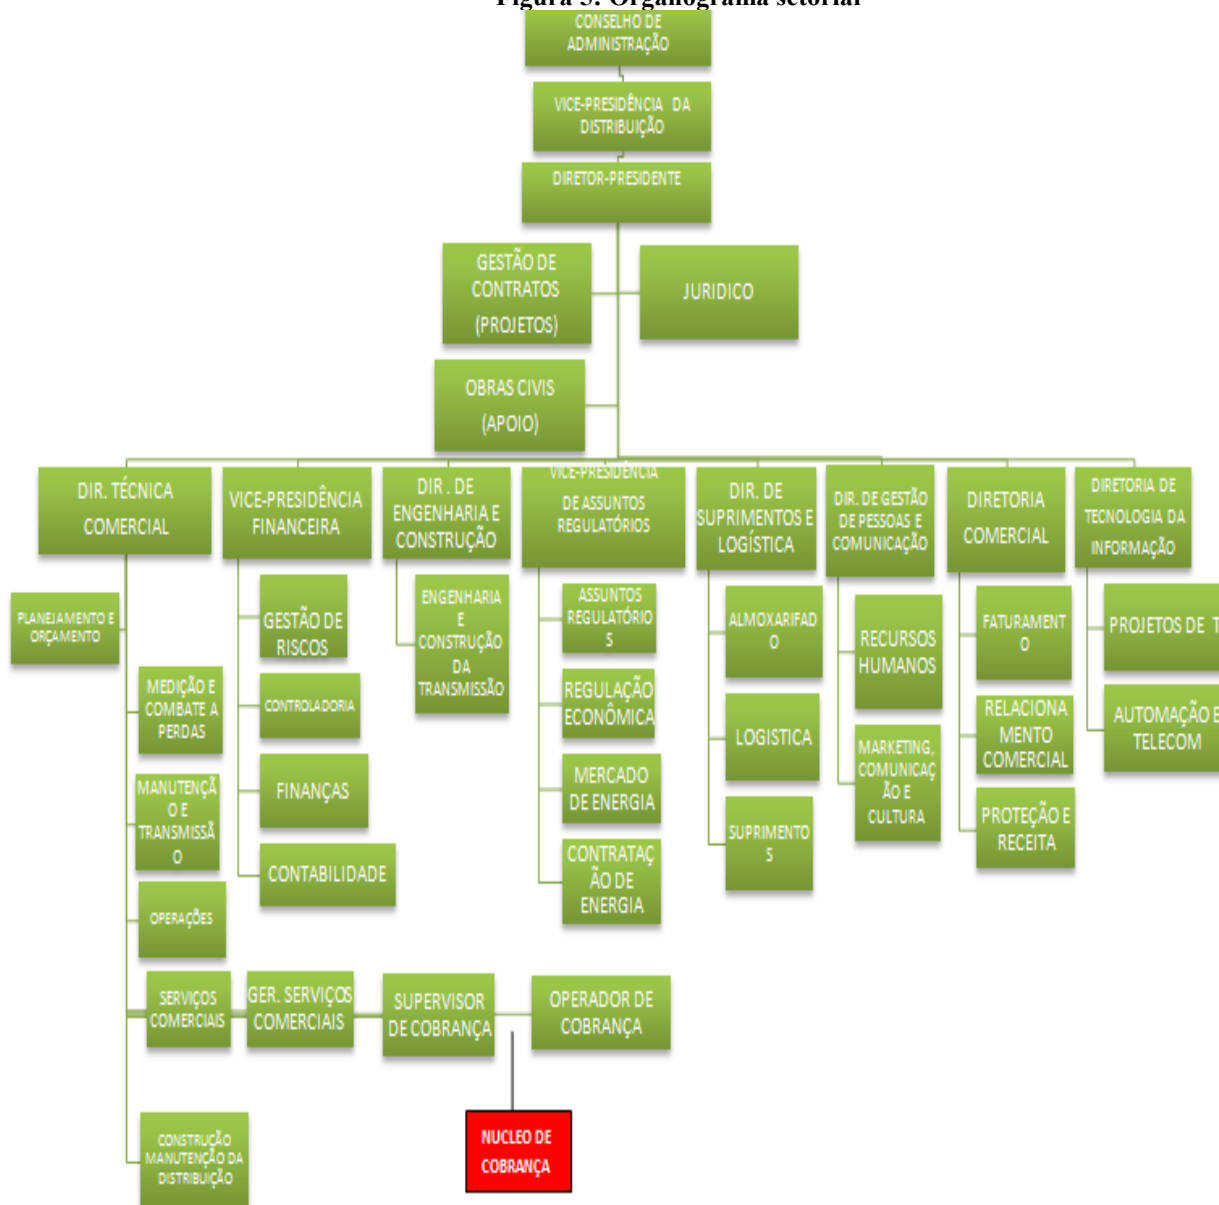 Figura 3: Organograma setorial
CONSELHO DE
ADMINISTRAÇÃO
VICE-PRESIDÊNCIA DA
DISTRIBUIÇÃO
DIRETOR-PRESIDENTE
GESTÃO DE
CONTRATOS
(PROJETOS)
JURIDICO
OBRAS CIVIS
(APOIO)
DIR. TÉCNICA
COMERCIAL
VICE-PRESIDÊNCIA
FINANCEIRA
DIR . DE
ENGENHARIA E
CONSTRUÇÃO
VICE-PRESIDÊNCIA
DE ASSUNTOS
REGULATÓRIOS
DIR. DE
SUPRIMENTOS E
LOGÍSTICA
DIR. DE GESTÃO
DE PESSOAS E
COMUNICAÇÃO
DIRETORIA
COMERCIAL
DIRETORIA DE
TECNOLOGIA DA
INFORMAÇÃO
PLANEJAMENTO E
ORÇAMENTO
MEDIÇÃO E
COMBATE A
PERDAS
MANUTENÇÃ
O E
TRANSMISSÃ
O
OPERAÇÕES
SERVIÇOS
COMERCIAIS
GER. SERVIÇOS
COMERCIAIS
SUPERVISOR
DE COBRANÇA
OPERADOR DE
COBRANÇA
NUCLEO DE
COBRANÇA
CONSTRUÇÃO
MANUTENÇÃO DA
DISTRIBUIÇÃO
GESTÃO DE
RISCOS
CONTROLADORIA
FINANÇAS
CONTABILIDADE
ENGENHARIA
E
CONSTRUÇÃO
DA
TRANSMISSÃO
ASSUNTOS
REGULATÓRIO
S
REGULAÇÃO
ECONÔMICA
MERCADO
DE ENERGIA
CONTRATAÇ
ÃO DE
ENERGIA
ALMOXARIFAD
O
LOGISTICA
SUPRIMENTO
S
RECURSOS
HUMANOS
MARKETING,
COMUNICAÇ
ÃO E
CULTURA
FATURAMENT
O
RELACIONA
MENTO
COMERCIAL
PROTEÇÃO E
RECEITA
PROJETOS DE T
AUTOMAÇÃO E
TELECOM